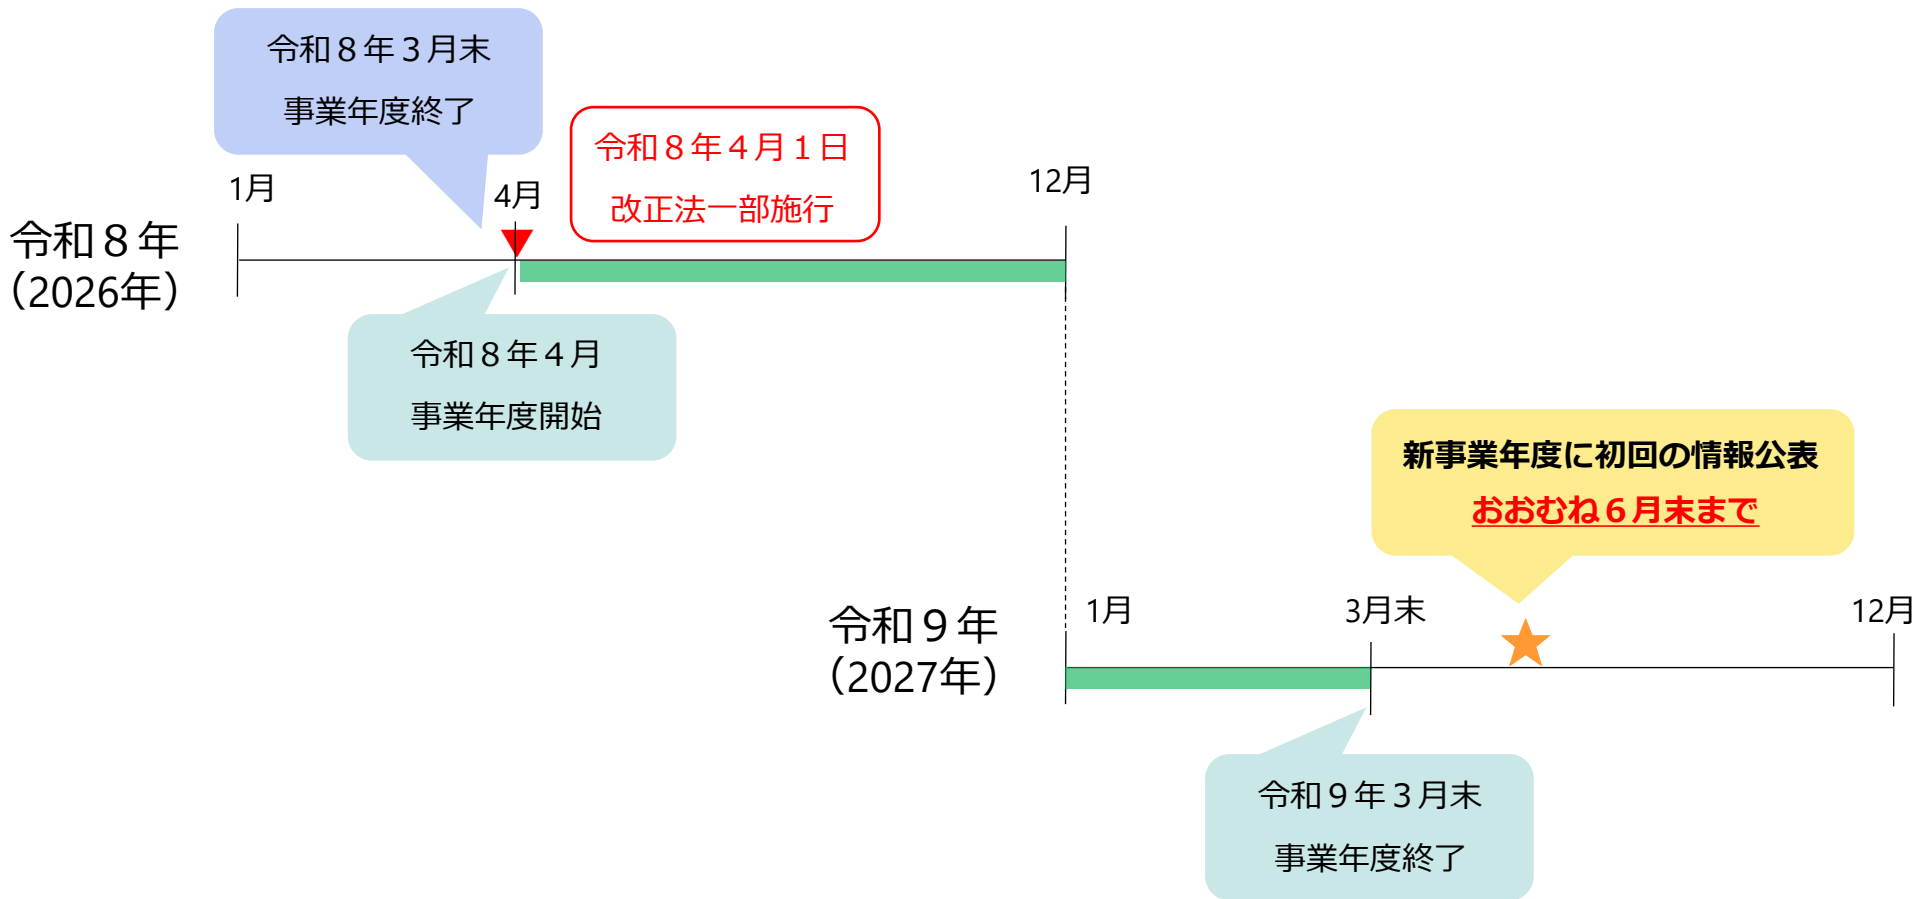 令和８年３月末
事業年度終了
令和８年４月１日
改正法一部施行
1月
4月
12月
令和８年
（2026年）
令和８年４月
事業年度開始
新事業年度に初回の情報公表
おおむね６月末まで
令和９年
（2027年）
1月
3月末
12月
令和９年３月末
事業年度終了